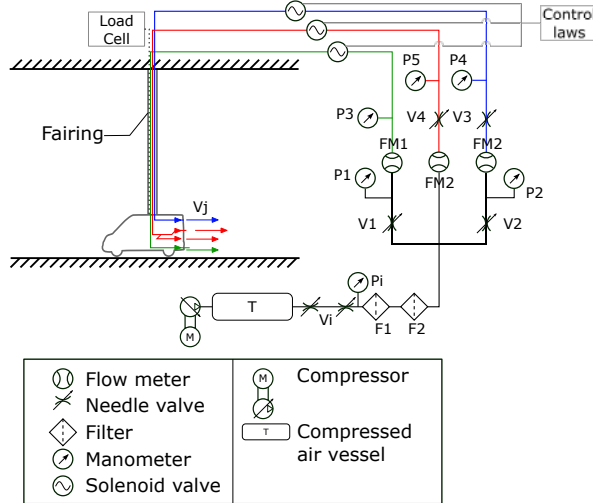 Load
Cell
Control
laws
P5
P4
P3
V4
V3
Fairing
FM1
FM2
FM2
P1
P2
Vj
V1
V2
Pi
T
Vi
F1
F2
M
Flow meter
Needle valve
Filter
Manometer
Solenoid valve
M
Compressor
T
Compressed
air vessel